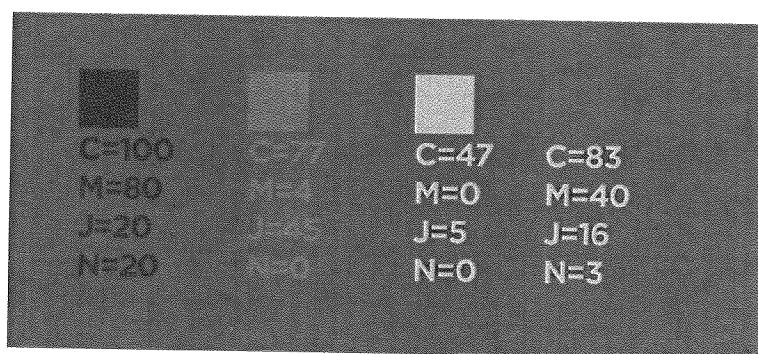 C=100
M=80
J=20
N=20
C=77
M=4
J=45
N=0
C=47
M=0
J=5
N=0
C=83
M=40
J=16
N=3